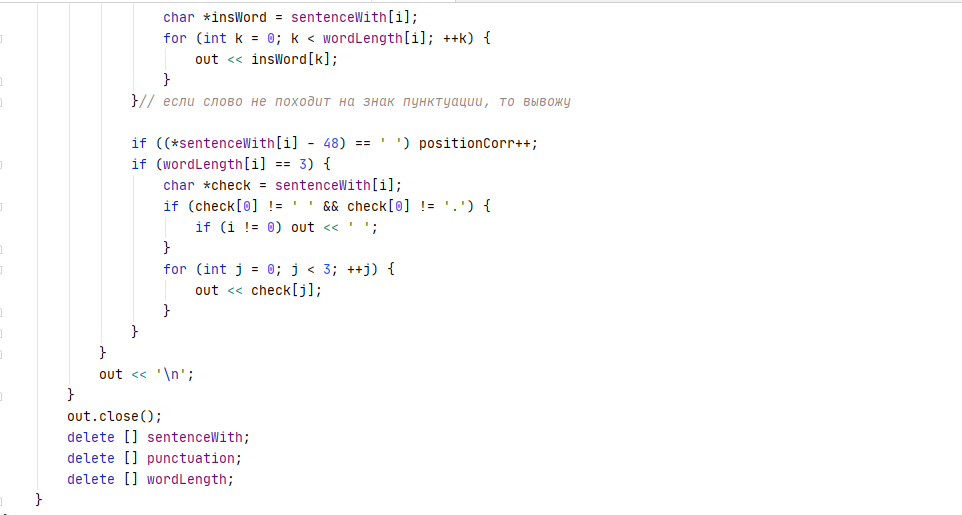 char *insWord = sentenceWith[i];
for (int k = 0; k < wordLength[i]; ++k) {
out << insWord[k];
}
}// если слово не походит на знак пунктуации, то вывожу
if ((*sentenceWith[i] - 48) == ' ') positionCorr++;
if (wordLength[i] == 3) {
char *check = sentenceWith[i];
if (check[0] != ' ' && check[0] != '.') {
if (i != 0) out << ' ';
}
for (int j = 0; j < 3; ++j) {
out << check[j];
}
}
}
out << '\n';
}
out.close();
delete [] sentenceWith;
delete [] punctuation;
delete [] wordLength;
}